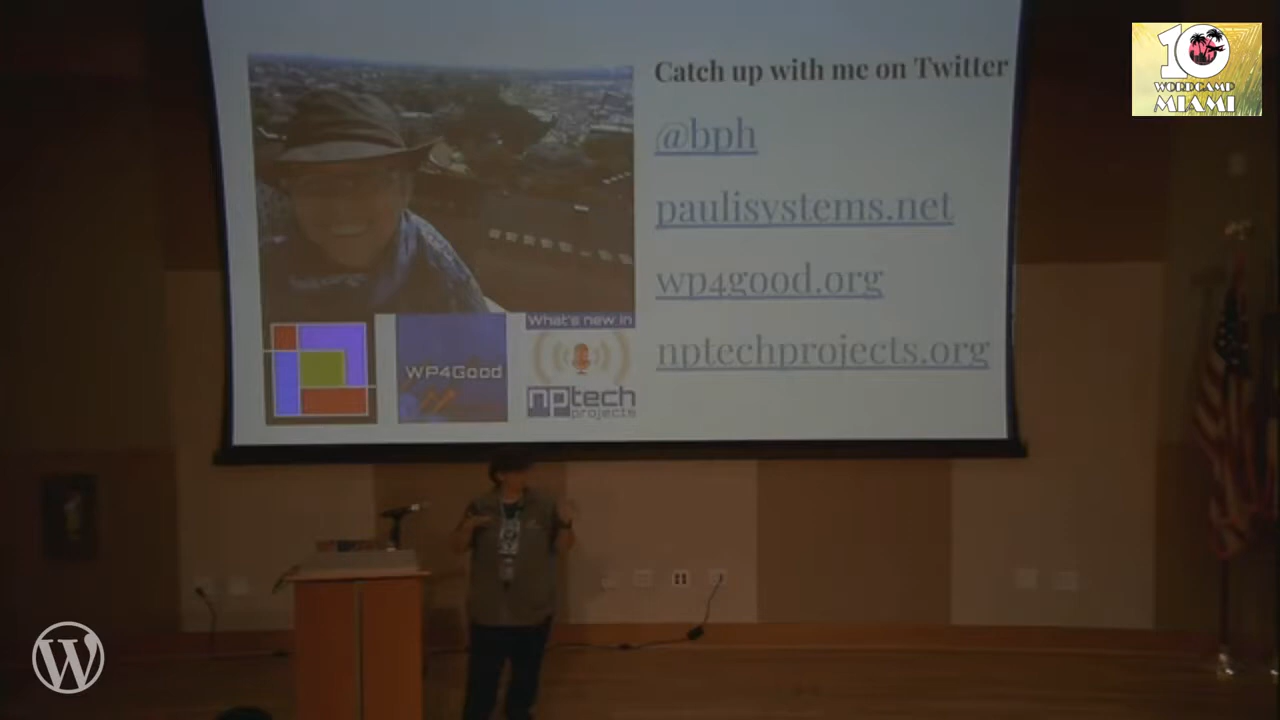 Catch up with me on Twitter
@bph
paulisystems.net
wp4good.org
nptechprojects.org
WP4Good
What's new in
nptech
projects
10
WORDCAMP
MIAMI
W